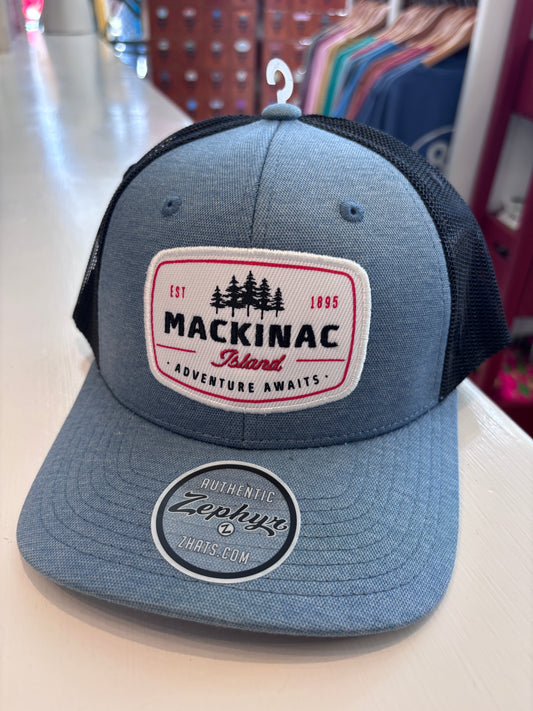 EST 1895
MACKINAC
Island
· ADVENTURE AWAITS ·
AUTHENTIC
Zephyr
Z
ZHATS.COM